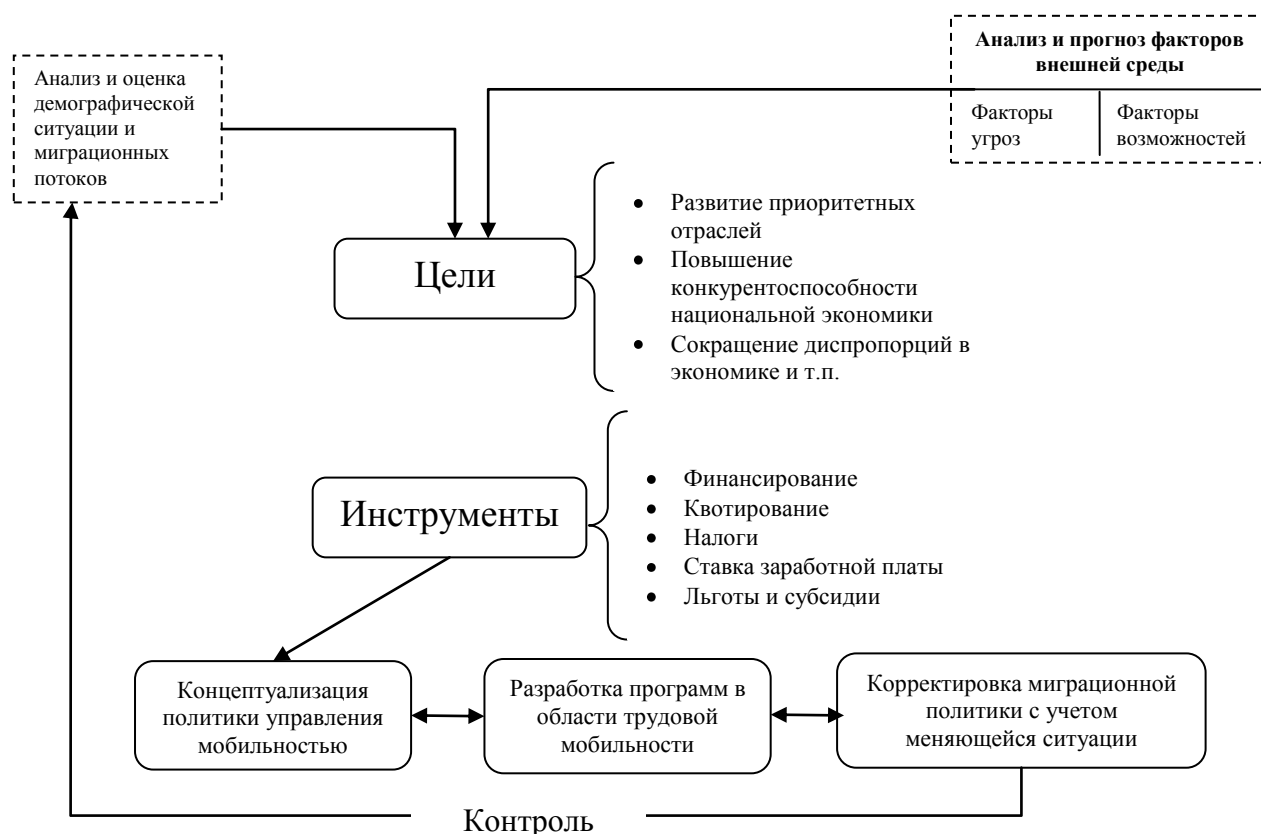 Анализ и оценка
демографической
ситуации и
миграционных
потоков
Анализ и прогноз факторов
внешней среды
Факторы
угроз
Факторы
возможностей
Цели
• Развитие приоритетных
отраслей
• Повышение
конкурентоспособности
национальной экономики
• Сокращение диспропорций в
экономике и т.п.
Инструменты
• Финансирование
• Квотирование
• Налоги
• Ставка заработной платы
• Льготы и субсидии
Концептуализация
политики управления
мобильностью
Разработка программ в
области трудовой
мобильности
Корректировка миграционной
политики с учетом
меняющейся ситуации
Контроль